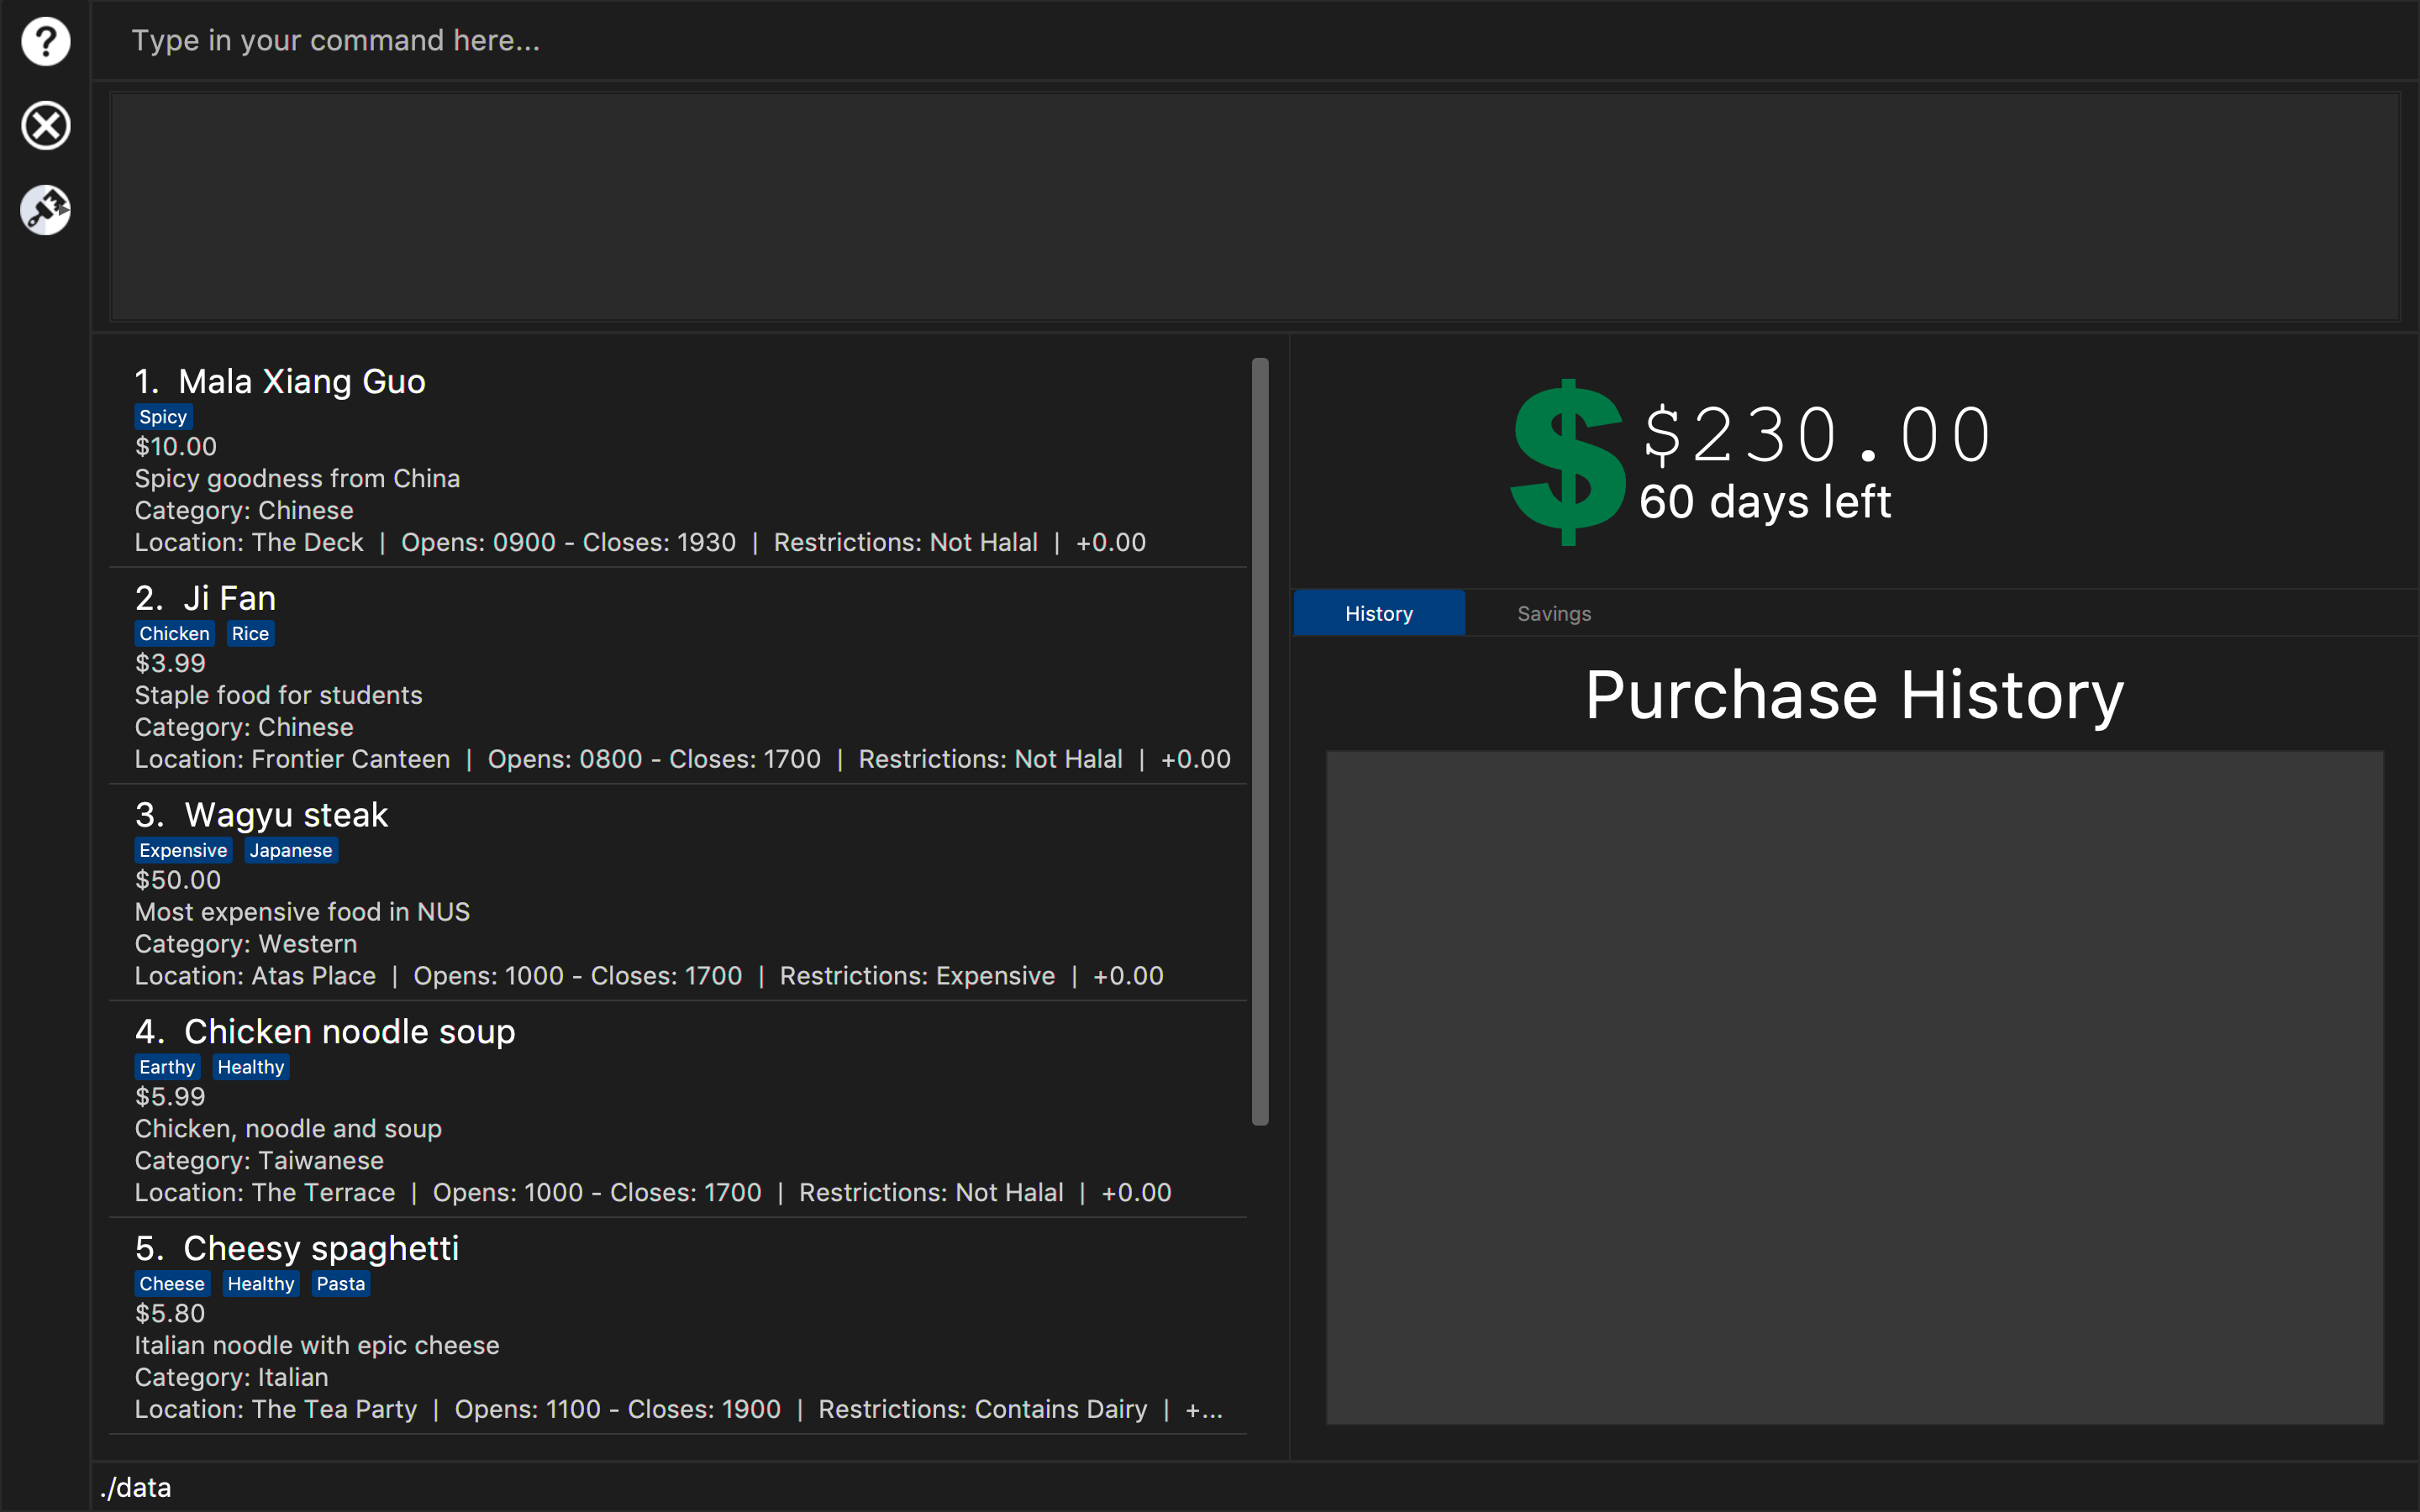 Type in your command here...
1. Mala Xiang Guo
Spicy
$10.00
Spicy goodness from China
Category: Chinese
Location: The Deck | Opens: 0900 - Closes: 1930 | Restrictions: Not Halal | +0.00
2. Ji Fan
Chicken Rice
$3.99
Staple food for students
Category: Chinese
Location: Frontier Canteen | Opens: 0800 - Closes: 1700 | Restrictions: Not Halal | +0.00
3. Wagyu steak
Expensive Japanese
$50.00
Most expensive food in NUS
Category: Western
Location: Atas Place | Opens: 1000 - Closes: 1700 | Restrictions: Expensive | +0.00
4. Chicken noodle soup
Earthy Healthy
$5.99
Chicken, noodle and soup
Category: Taiwanese
Location: The Terrace | Opens: 1000 - Closes: 1700 | Restrictions: Not Halal | +0.00
5. Cheesy spaghetti
Cheese Healthy Pasta
$5.80
Italian noodle with epic cheese
Category: Italian
Location: The Tea Party | Opens: 1100 - Closes: 1900 | Restrictions: Contains Dairy | +...
$ $230.00
60 days left
History Savings
Purchase History
./data